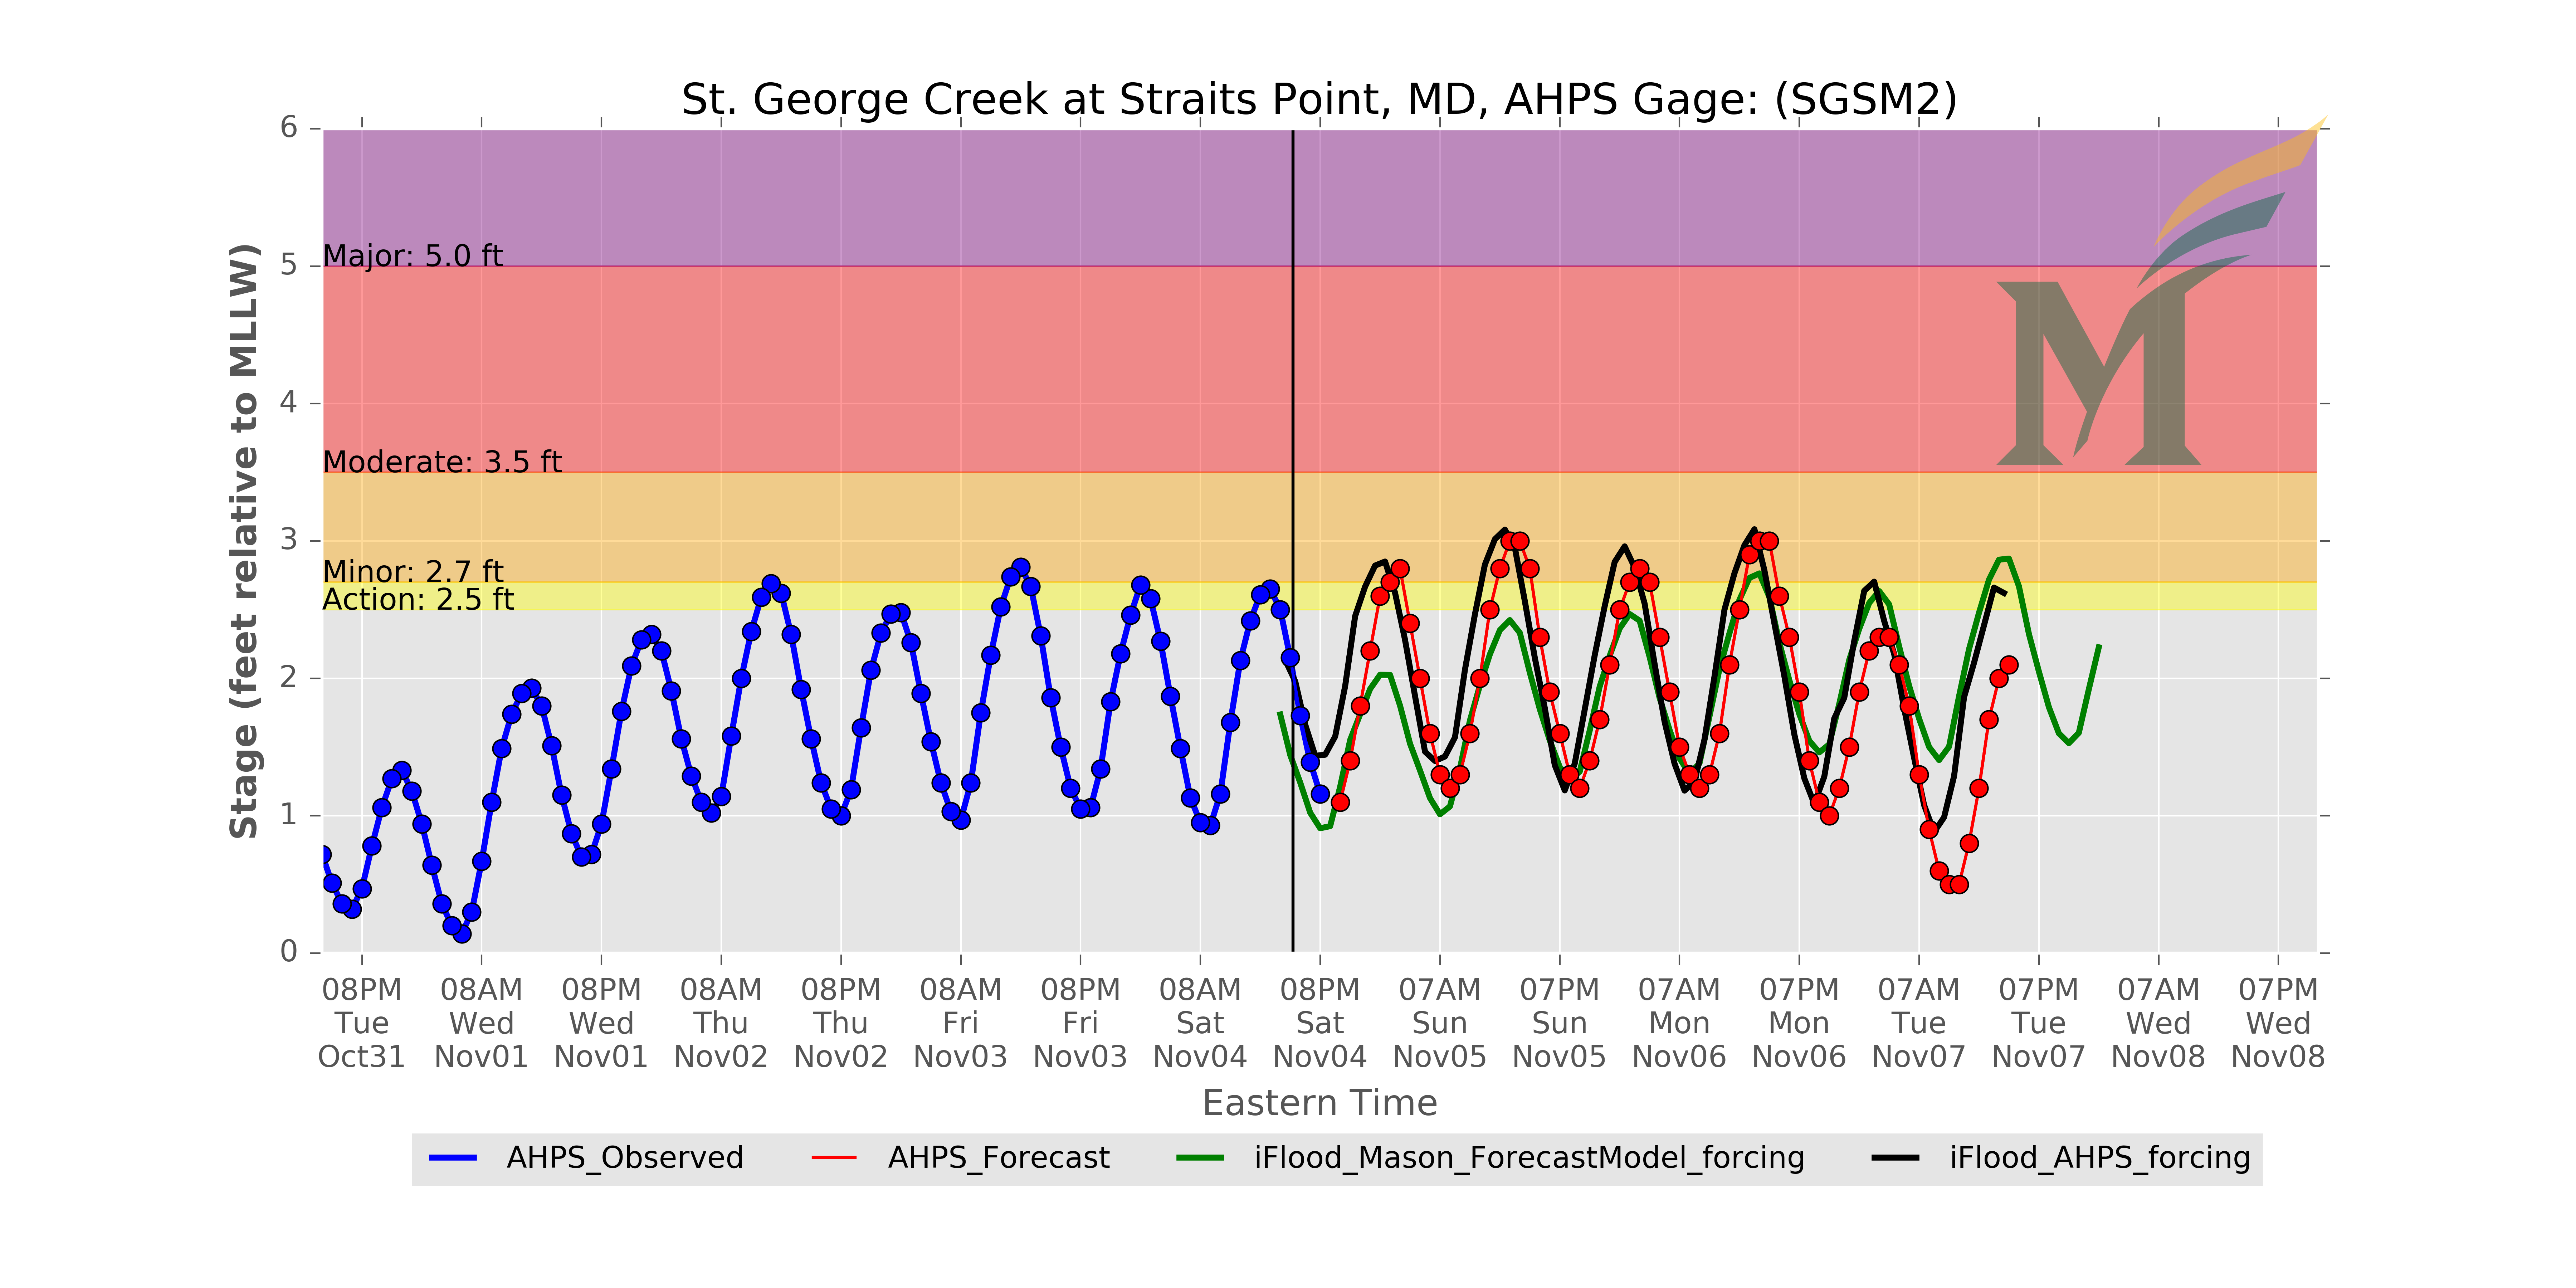 St. George Creek at Straits Point, MD, AHPS Gage: (SGSM2)
Stage (feet relative to MLLW)
6
5
4
3
2
1
0
Major: 5.0 ft
Moderate: 3.5 ft
Minor: 2.7 ft
Action: 2.5 ft
M
08PM 08AM 08PM 08AM 08PM 08AM 08PM 08AM 08PM 07AM 07PM 07AM 07PM 07AM 07PM 07AM 07PM
Tue Wed Wed Thu Thu Fri Fri Sat Sat Sun Sun Mon Mon Tue Tue Wed Wed
Oct31 Nov01 Nov01 Nov02 Nov02 Nov03 Nov03 Nov04 Nov04 Nov05 Nov05 Nov06 Nov06 Nov07 Nov07 Nov08 Nov08
Eastern Time
AHPS_Observed AHPS_Forecast iFlood_Mason_ForecastModel_forcing iFlood_AHPS_forcing